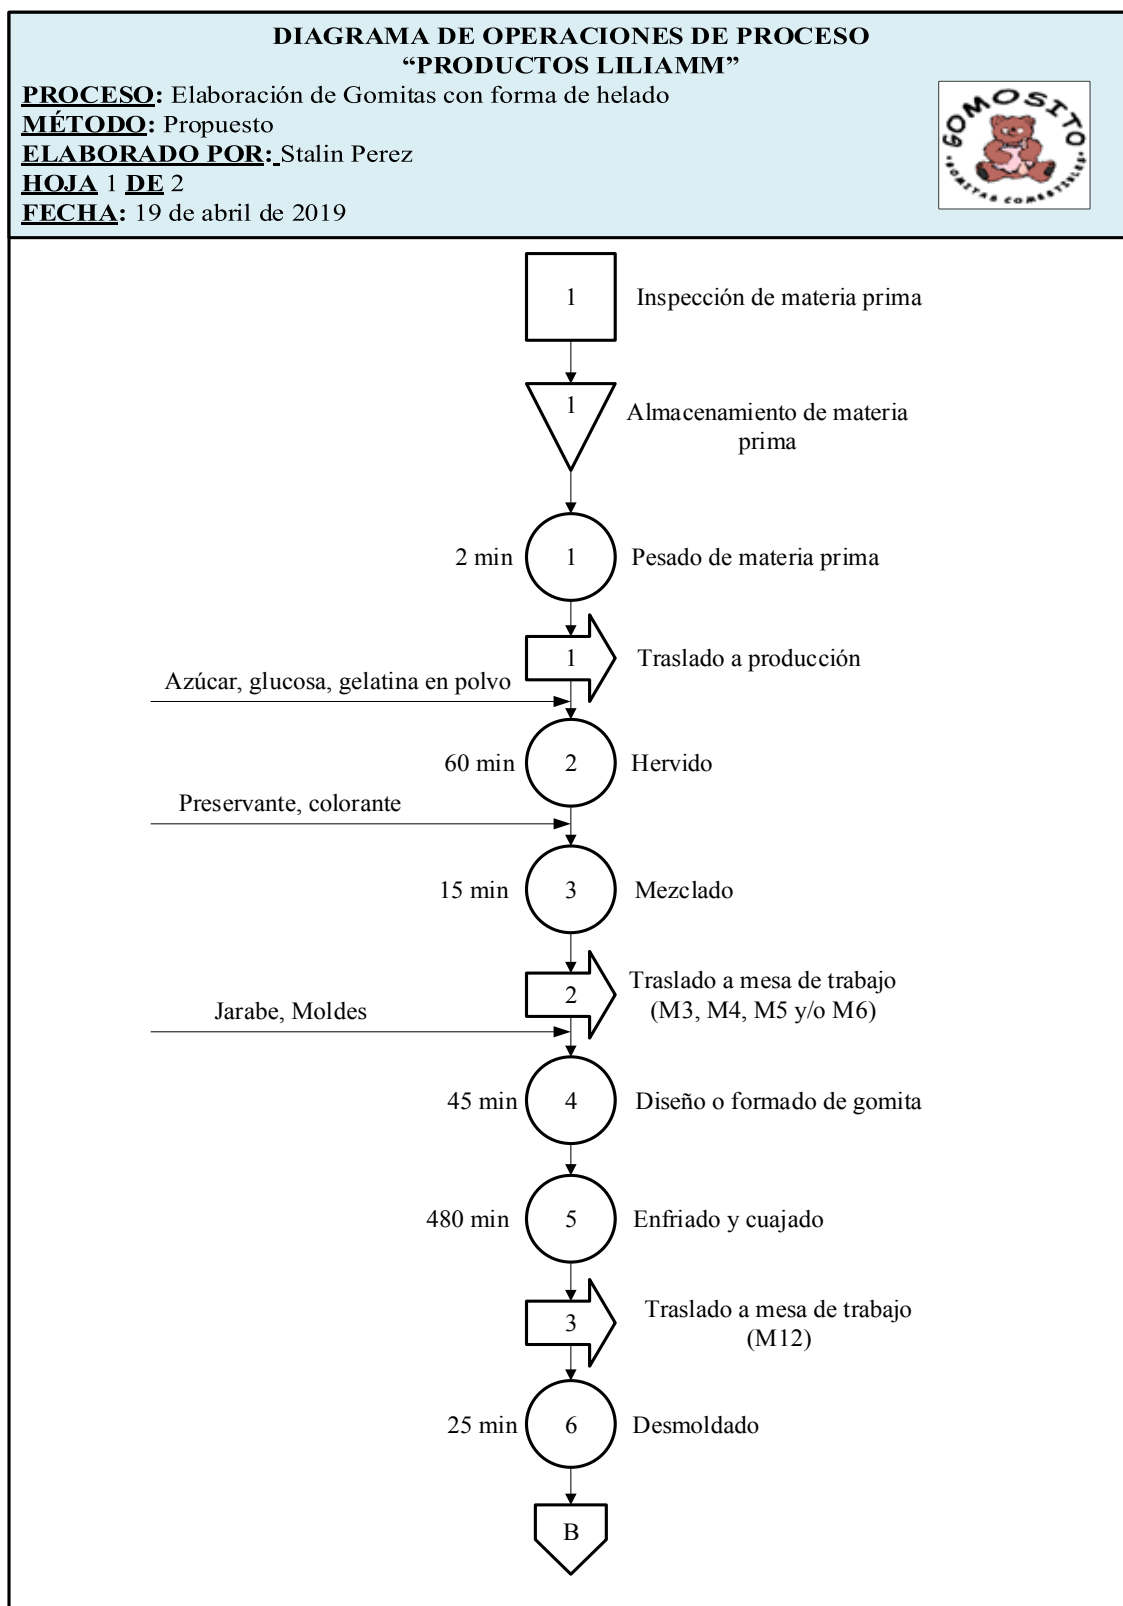 DIAGRAMA DE OPERACIONES DE PROCESO
“PRODUCTOS LILIAMM”
PROCESO: Elaboración de Gomitas con forma de helado
MÉTODO: Propuesto
ELABORADO POR: Stalin Perez
HOJA 1 DE 2
FECHA: 19 de abril de 2019
GOMOSITO
GOMITAS COMESTIBLES
1
Inspección de materia prima
1
Almacenamiento de materia
prima
2 min
1
Pesado de materia prima
1
Traslado a producción
Azúcar, glucosa, gelatina en polvo
60 min
2
Hervido
Preservante, colorante
15 min
3
Mezclado
2
Traslado a mesa de trabajo
(M3, M4, M5 y/o M6)
Jarabe, Moldes
45 min
4
Diseño o formado de gomita
480 min
5
Enfriado y cuajado
3
Traslado a mesa de trabajo
(M12)
25 min
6
Desmoldado
B